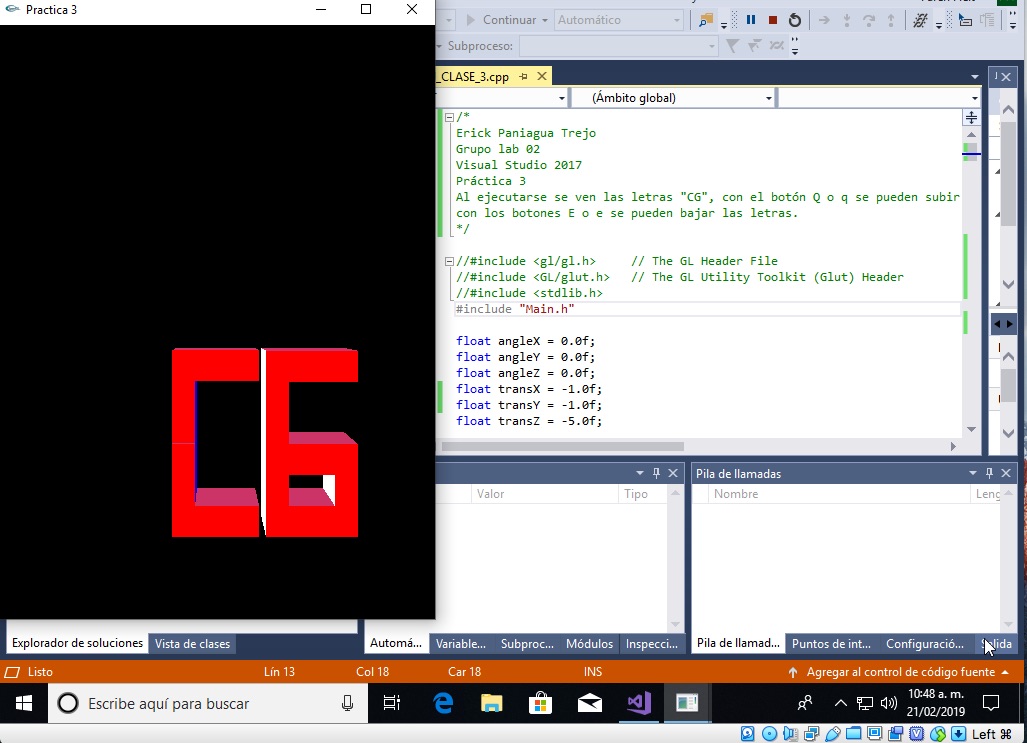 Practica 3
Continuar
Automático
Subproceso:
_CLASE_3.cpp
(Ámbito global)
/*
Erick Paniagua Trejo
Grupo lab 02
Visual Studio 2017
Práctica 3
Al ejecutarse se ven las letras "CG", con el botón Q o q se pueden subir
con los botones E o e se pueden bajar las letras.
*/
//#include <gl/gl.h> // The GL Header File
//#include <GL/glut.h> // The GL Utility Toolkit (Glut) Header
//#include <stdlib.h>
#include "Main.h"
float angleX = 0.0f;
float angleY = 0.0f;
float angleZ = 0.0f;
float transX = -1.0f;
float transY = -1.0f;
float transZ = -5.0f;
CG
Valor Tipo
Pila de llamadas
Nombre Leng
Explorador de soluciones Vista de clases
Automá... Variable... Subproc... Módulos Inspecci...
Pila de llamad... Puntos de int... Configuració... Salida
Listo Lín 13 Col 18 Car 18 INS Agregar al control de código fuente
Escribe aquí para buscar
10:48 a. m.
21/02/2019
Left ⌘